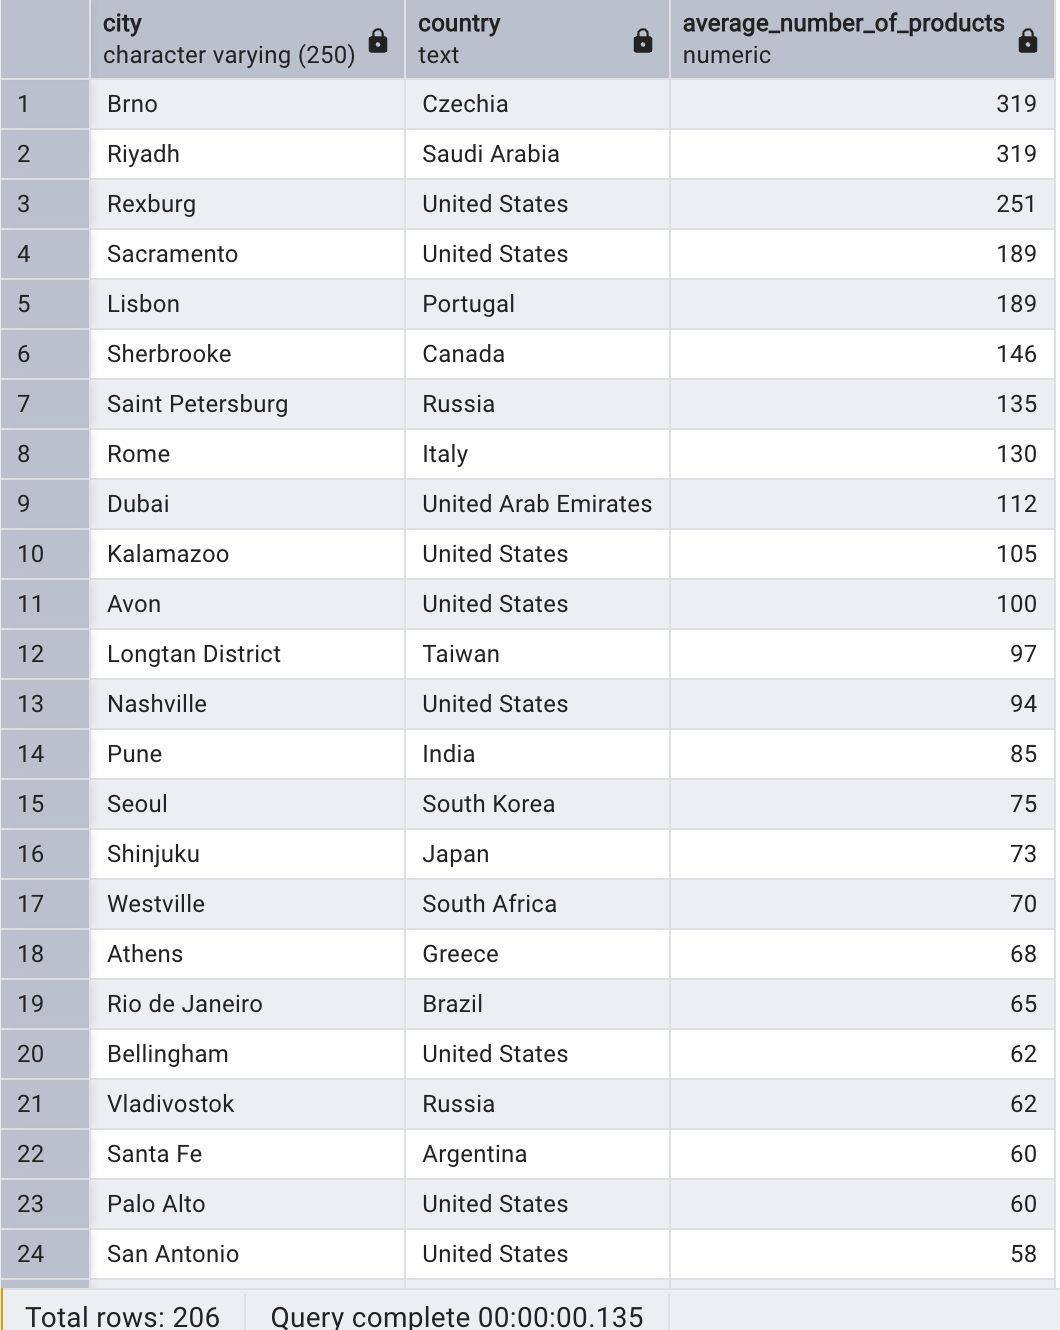 city country average_number_of_products
character varying (250) text numeric
1 Brno Czechia 319
2 Riyadh Saudi Arabia 319
3 Rexburg United States 251
4 Sacramento United States 189
5 Lisbon Portugal 189
6 Sherbrooke Canada 146
7 Saint Petersburg Russia 135
8 Rome Italy 130
9 Dubai United Arab Emirates 112
10 Kalamazoo United States 105
11 Avon United States 100
12 Longtan District Taiwan 97
13 Nashville United States 94
14 Pune India 85
15 Seoul South Korea 75
16 Shinjuku Japan 73
17 Westville South Africa 70
18 Athens Greece 68
19 Rio de Janeiro Brazil 65
20 Bellingham United States 62
21 Vladivostok Russia 62
22 Santa Fe Argentina 60
23 Palo Alto United States 60
24 San Antonio United States 58
Total rows: 206 Query complete 00:00:00.135